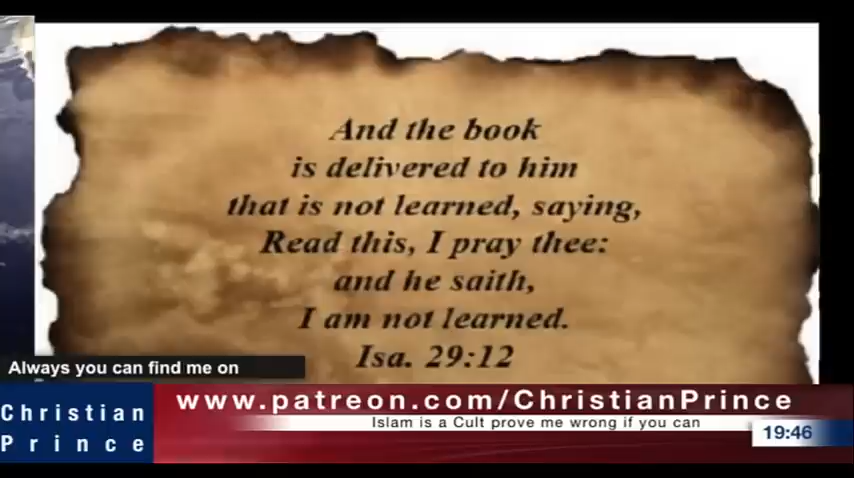 And the book
is delivered to him
that is not learned, saying,
Read this, I pray thee:
and he saith,
I am not learned.
Isa. 29:12
Always you can find me on
Christian
Prince
www.patreon.com/ChristianPrince
Islam is a Cult prove me wrong if you can
19:46